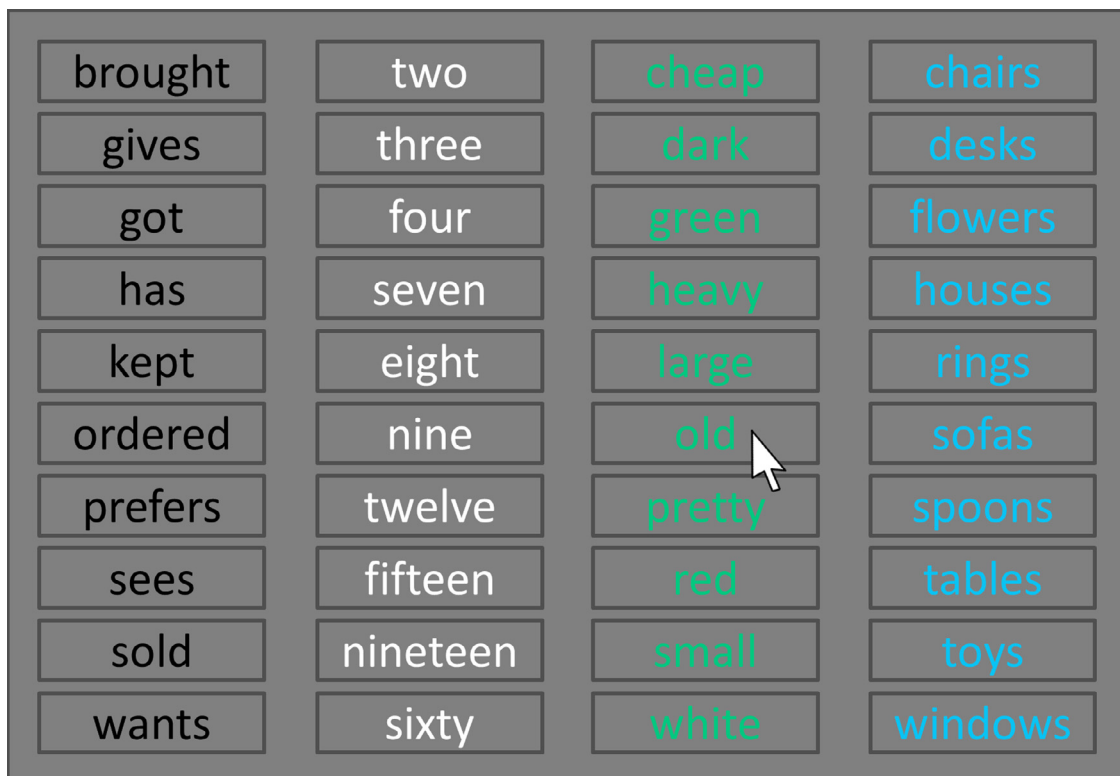 brought two cheap chairs
gives three dark desks
got four green flowers
has seven heavy houses
kept eight large rings
ordered nine old sofas
prefers twelve pretty spoons
sees fifteen red tables
sold nineteen small toys
wants sixty white windows